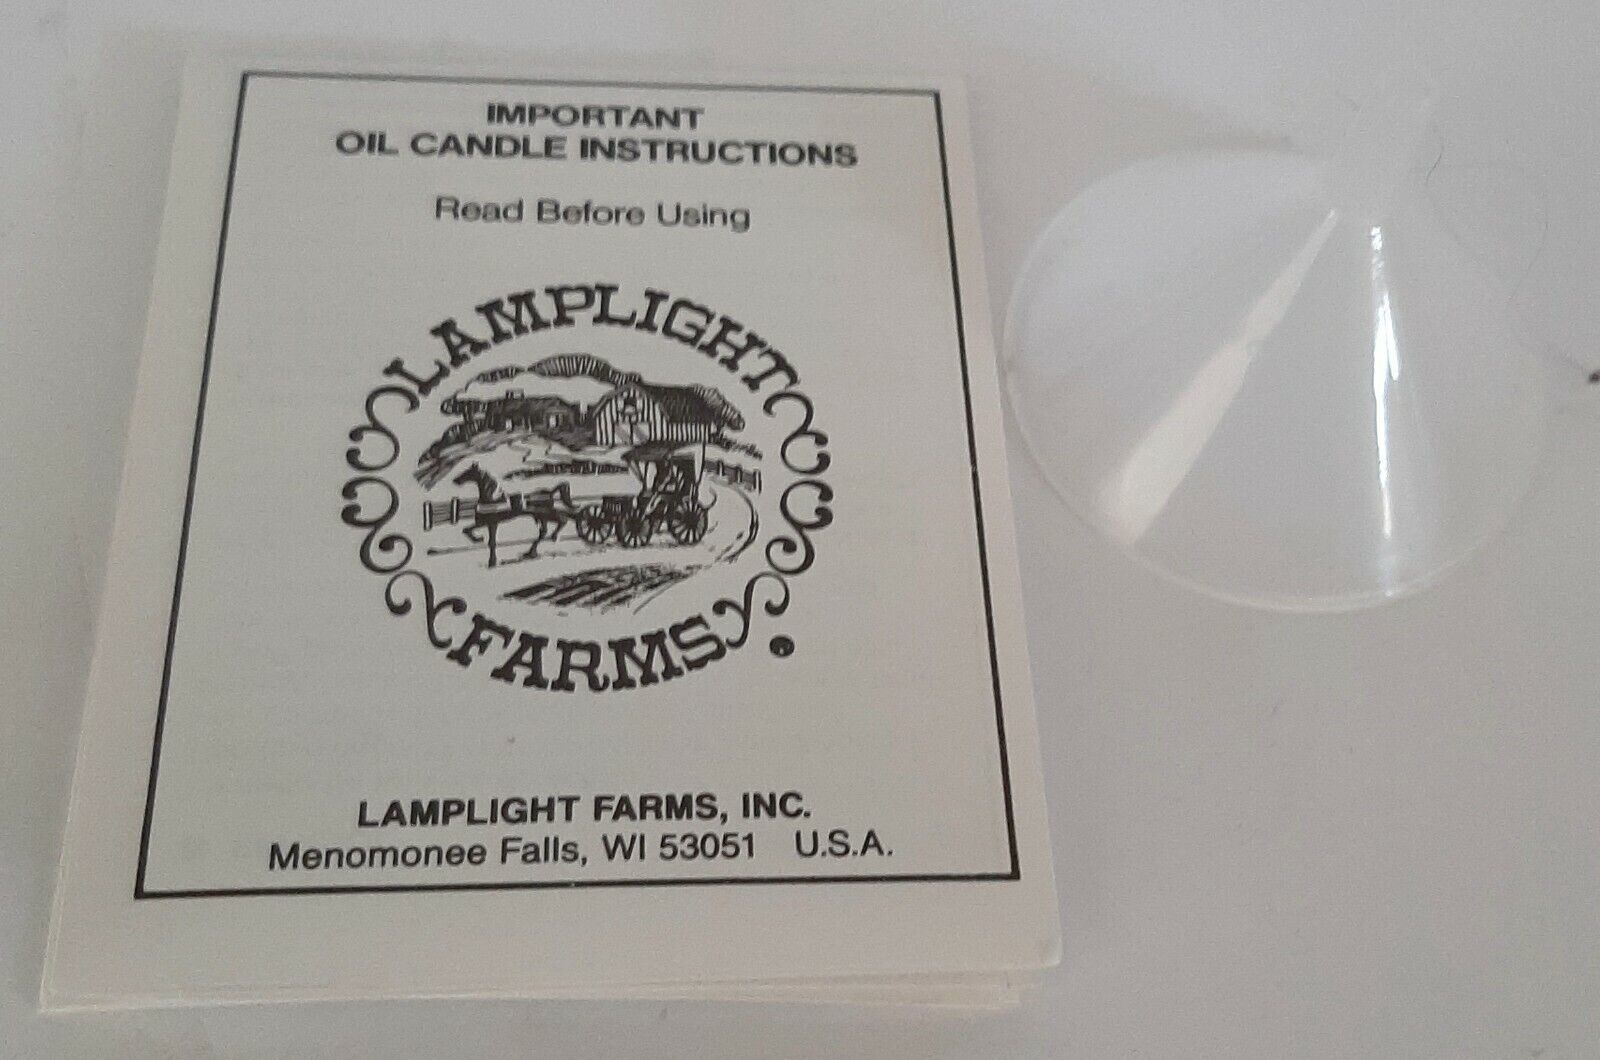 IMPORTANT
OIL CANDLE INSTRUCTIONS
Read Before Using
LAMPLIGHT
FARMS
®
LAMPLIGHT FARMS, INC.
Menomonee Falls, WI 53051 U.S.A.